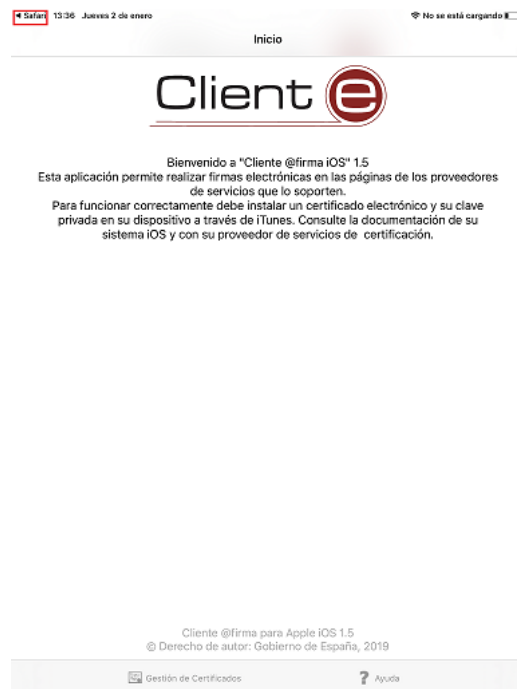 Safari 13:36 Jueves 2 de enero No se está cargando
Inicio
Client e
Bienvenido a "Cliente @firma iOS" 1.5
Esta aplicación permite realizar firmas electrónicas en las páginas de los proveedores
de servicios que lo soporten.
Para funcionar correctamente debe instalar un certificado electrónico y su clave
privada en su dispositivo a través de iTunes. Consulte la documentación de su
sistema iOS y con su proveedor de servicios de certificación.
Cliente @firma para Apple iOS 1.5
© Derecho de autor: Gobierno de España, 2019
Gestión de Certificados ? Ayuda